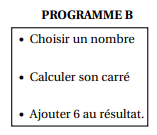 PROGRAMME B
• Choisir un nombre
• Calculer son carré
• Ajouter 6 au résultat.